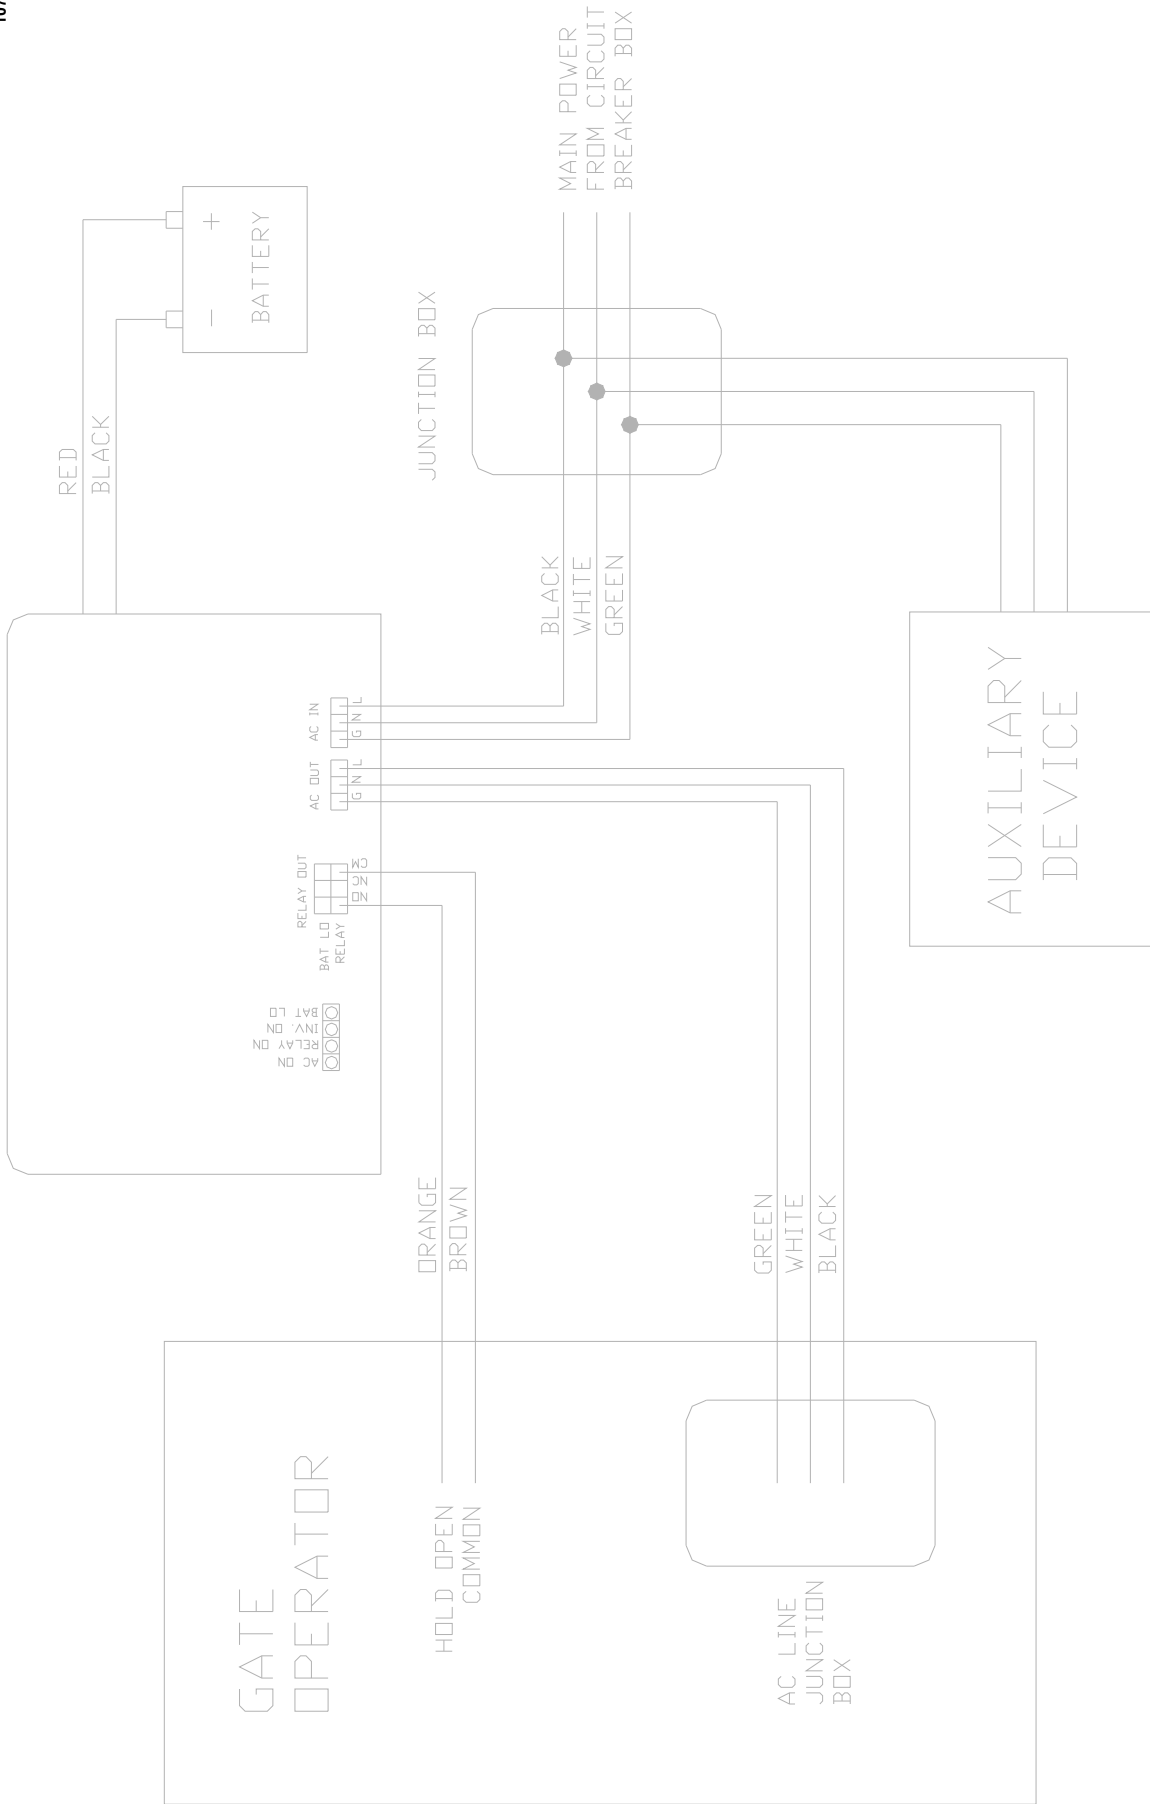 MAIN POWER
FROM CIRCUIT
BREAKER BOX
+
−
BATTERY
JUNCTION BOX
RED
BLACK
BLACK
WHITE
GREEN
AC IN
L
N
G
AC OUT
L
N
G
RELAY OUT
CM
NC
NO
BAT LO
RELAY
BAT LO
INV. ON
RELAY ON
AC ON
AUXILIARY
DEVICE
ORANGE
BROWN
GREEN
WHITE
BLACK
GATE
OPERATOR
HOLD OPEN
COMMON
AC LINE
JUNCTION
BOX